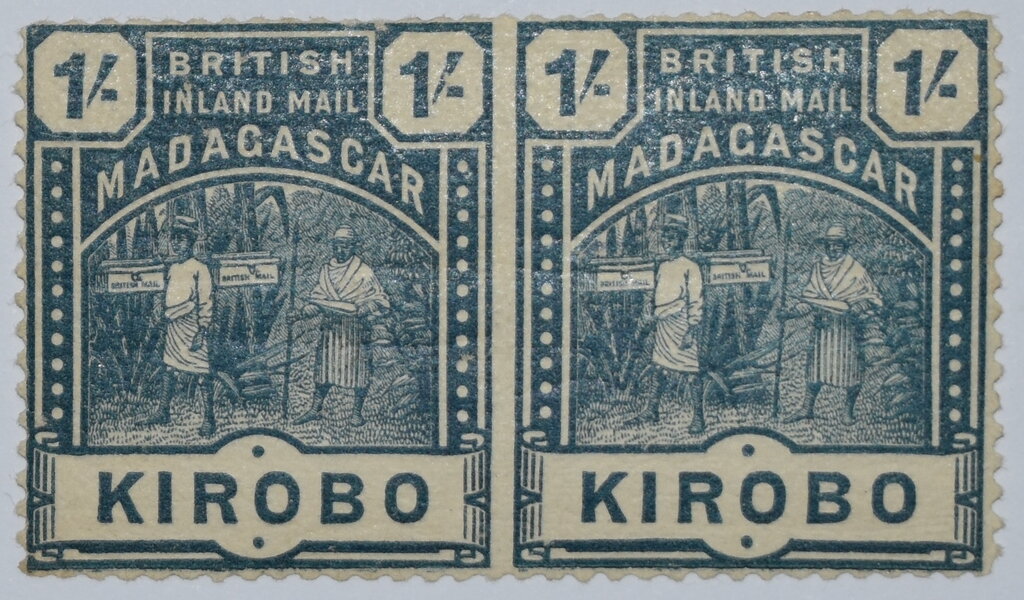 1/-
BRITISH
INLAND MAIL
1/-
MADAGASCAR
BRITISH MAIL
BRITISH MAIL
KIROBO
1/-
BRITISH
INLAND MAIL
1/-
MADAGASCAR
BRITISH MAIL
BRITISH MAIL
KIROBO